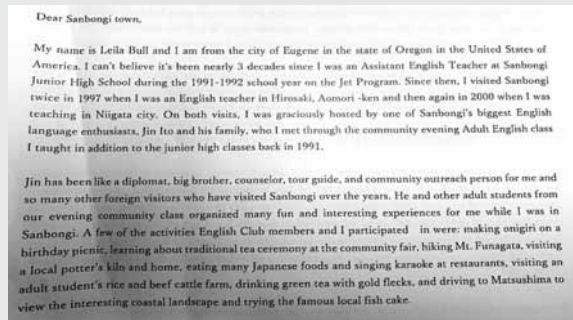 Dear Sanbongi town,
My name is Leila Bull and I am from the city of Eugene in the state of Oregon in the United States of
America. I can't believe it's been nearly 3 decades since I was an Assistant English Teacher at Sanbongi
Junior High School during the 1991-1992 school year on the Jet Program. Since then, I visited Sanbongi
twice in 1997 when I was an English teacher in Hirosaki, Aomori -ken and then again in 2000 when I was
teaching in Niigata city. On both visits, I was graciously hosted by one of Sanbongi's biggest English
language enthusiasts, Jin Ito and his family, who I met through the community evening Adult English class
I taught in addition to the junior high classes back in 1991.
Jin has been like a diplomat, big brother, counselor, tour guide, and community outreach person for me and
so many other foreign visitors who have visited Sanbongi over the years. He and other adult students from
our evening community class organized many fun and interesting experiences for me while I was in
Sanbongi. A few of the activities English Club members and I participated in were: making onigiri on a
birthday picnic, learning about traditional tea ceremony at the community fair, hiking Mt. Funagata, visiting
a local potter's kiln and home, eating many Japanese foods and singing karaoke at restaurants, visiting an
adult student's rice and beef cattle farm, drinking green tea with gold flecks, and driving to Matsushima to
view the interesting coastal landscape and trying the famous local fish cake.